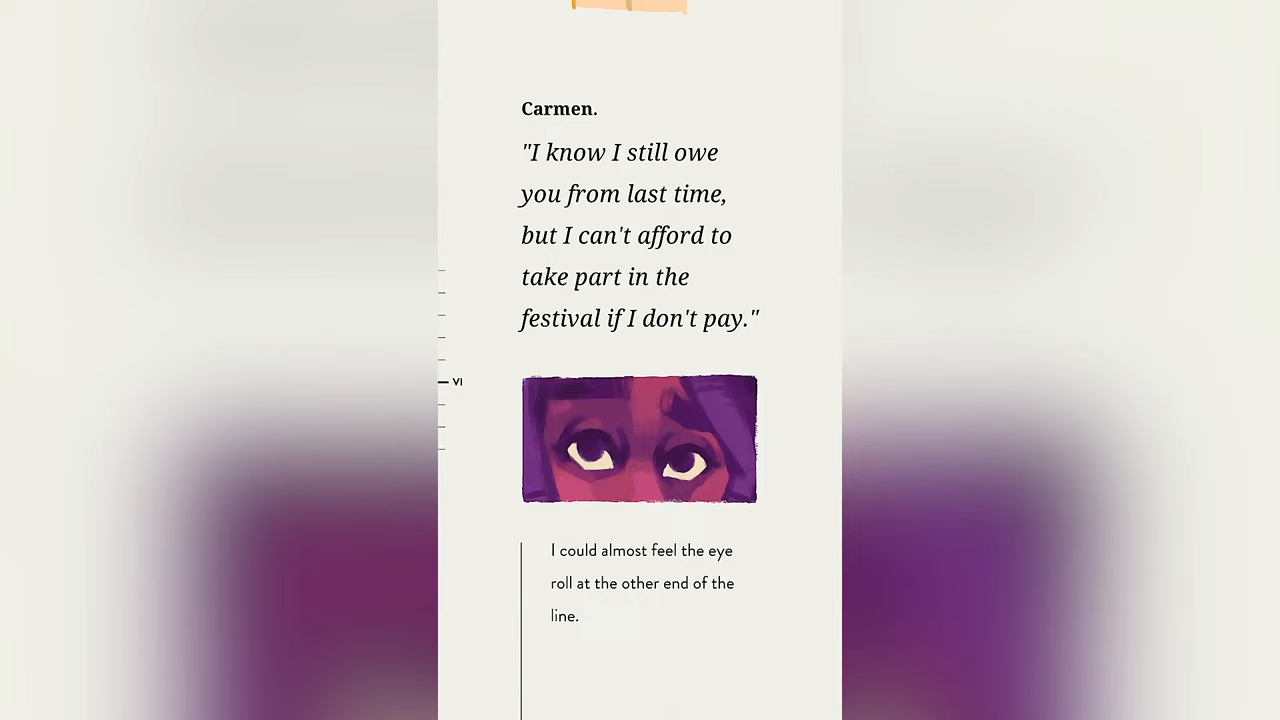 Carmen.
"I know I still owe
you from last time,
but I can't afford to
take part in the
festival if I don't pay."
VI
I could almost feel the eye
roll at the other end of the
line.